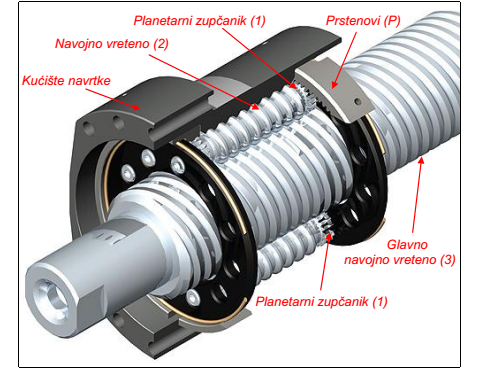 Planetarni zupčanik (1)
Prstenovi (P)
Navojno vreteno (2)
Kućište navrtke
Glavno
navojno vreteno (3)
Planetarni zupčanik (1)